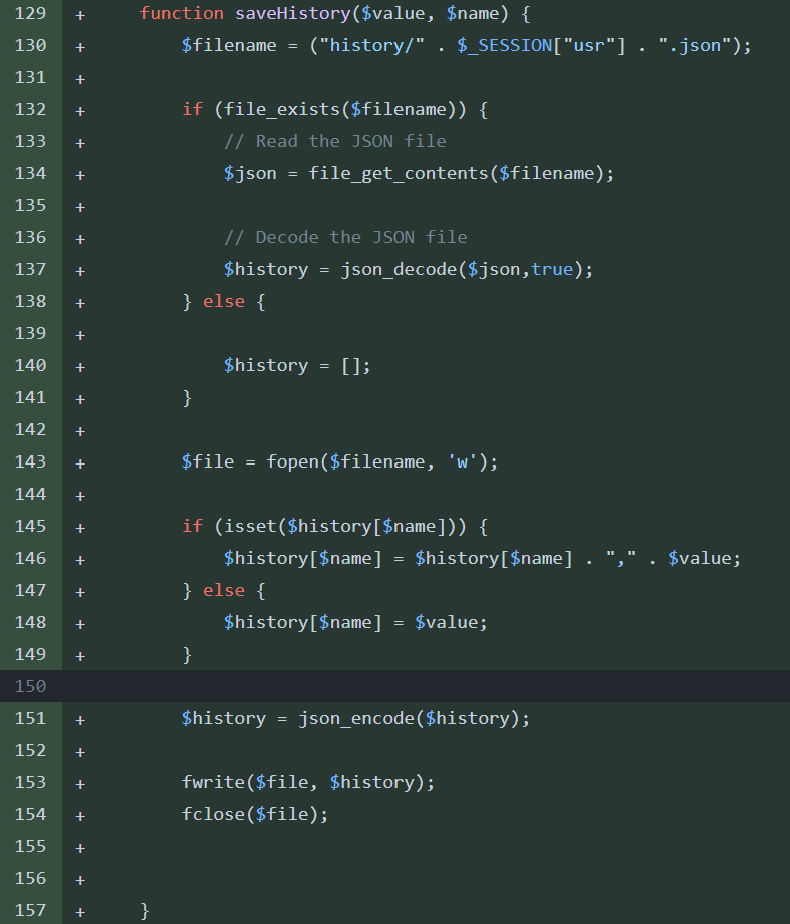 129 +     function saveHistory($value, $name) {
130 +         $filename = ("history/" . $_SESSION["usr"] . ".json");
131 +
132 +         if (file_exists($filename)) {
133 +             // Read the JSON file
134 +             $json = file_get_contents($filename);
135 +
136 +             // Decode the JSON file
137 +             $history = json_decode($json,true);
138 +         } else {
139 +
140 +             $history = [];
141 +         }
142 +
143 +         $file = fopen($filename, 'w');
144 +
145 +         if (isset($history[$name])) {
146 +             $history[$name] = $history[$name] . "," . $value;
147 +         } else {
148 +             $history[$name] = $value;
149 +         }
150
151 +         $history = json_encode($history);
152 +
153 +         fwrite($file, $history);
154 +         fclose($file);
155 +
156 +
157 +     }